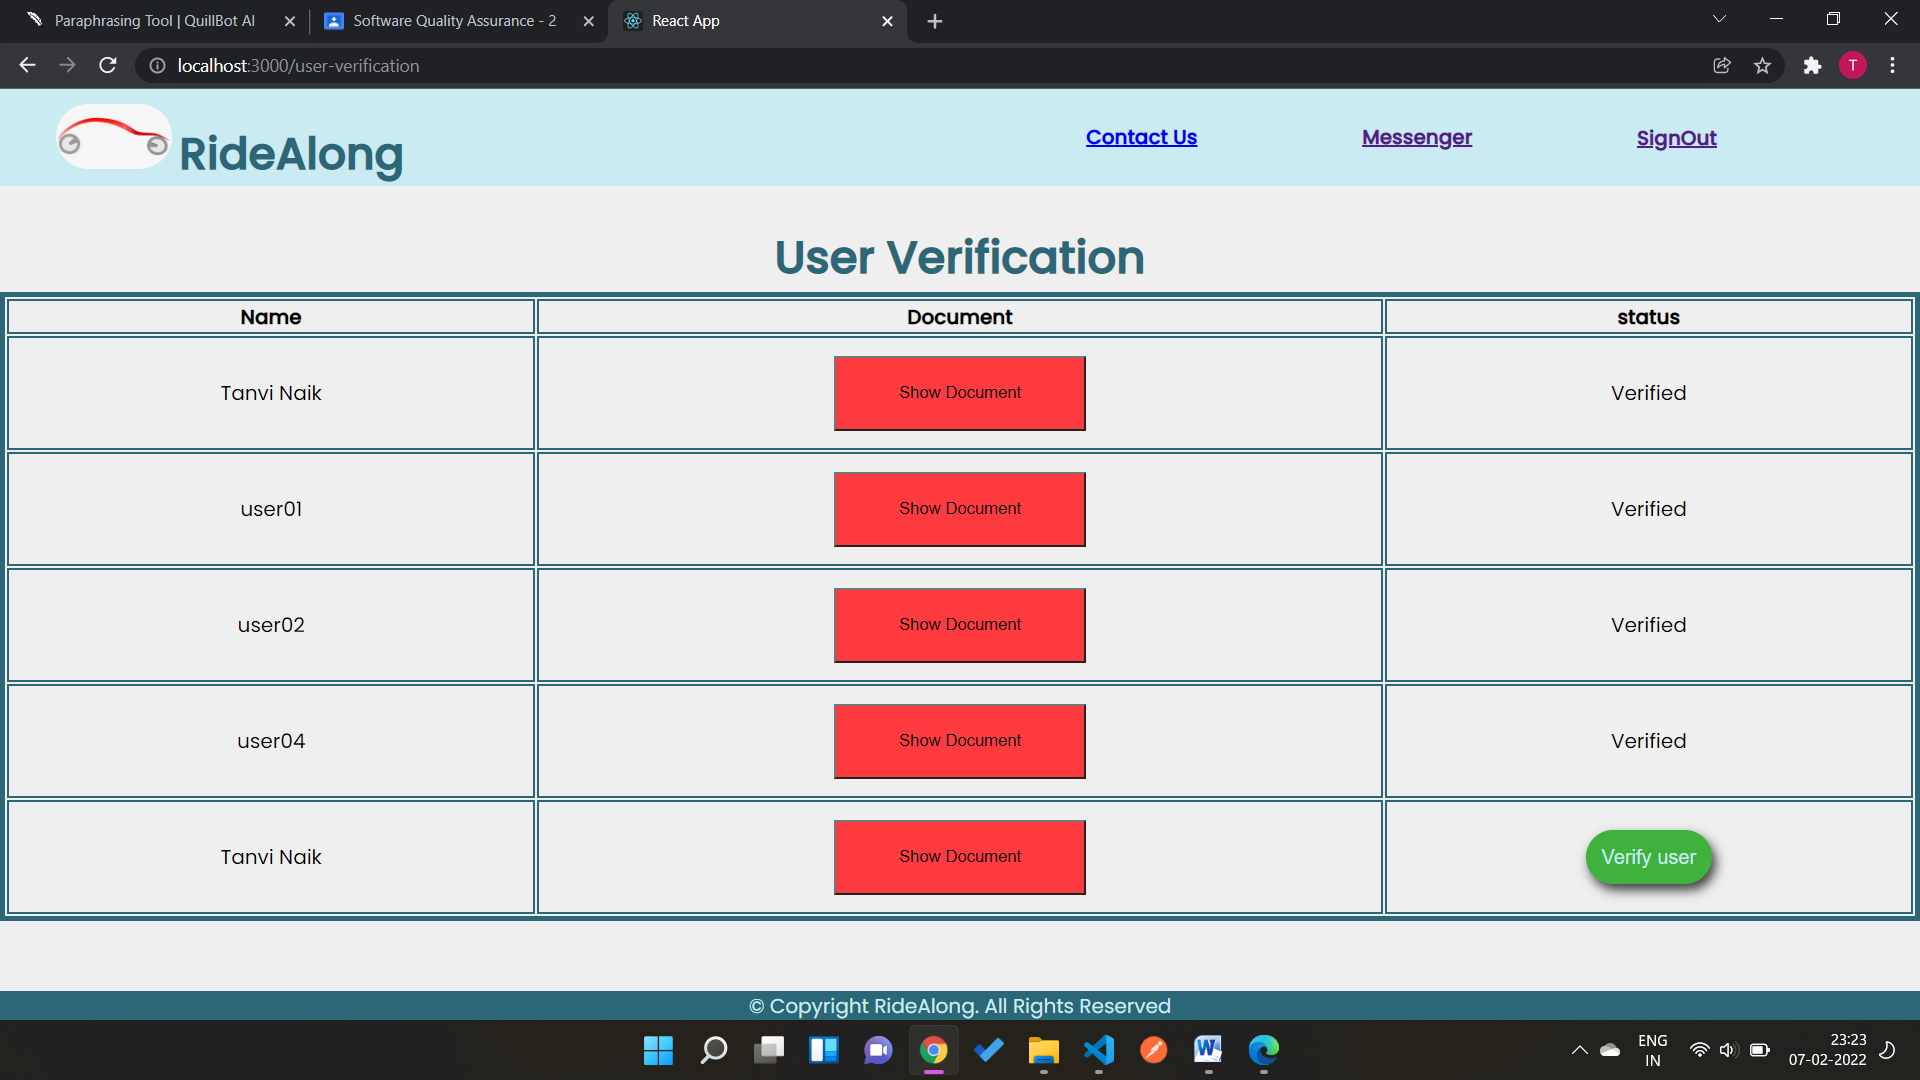 Paraphrasing Tool | QuillBot AI
Software Quality Assurance - 2
React App
localhost:3000/user-verification
T
RideAlong
Contact Us
Messenger
SignOut
User Verification
Name Document status
Tanvi Naik Show Document Verified
user01 Show Document Verified
user02 Show Document Verified
user04 Show Document Verified
Tanvi Naik Show Document Verify user
© Copyright RideAlong. All Rights Reserved
ENG
IN
23:23
07-02-2022